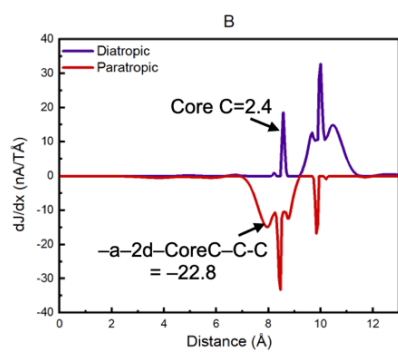 B
Diatropic
Paratropic
Core C=2.4
–a–2d–CoreC–C-C
= –22.8
dJ/dx (nA/TÅ)
40
30
20
10
0
-10
-20
-30
-40
0 2 4 6 8 10 12
Distance (Å)